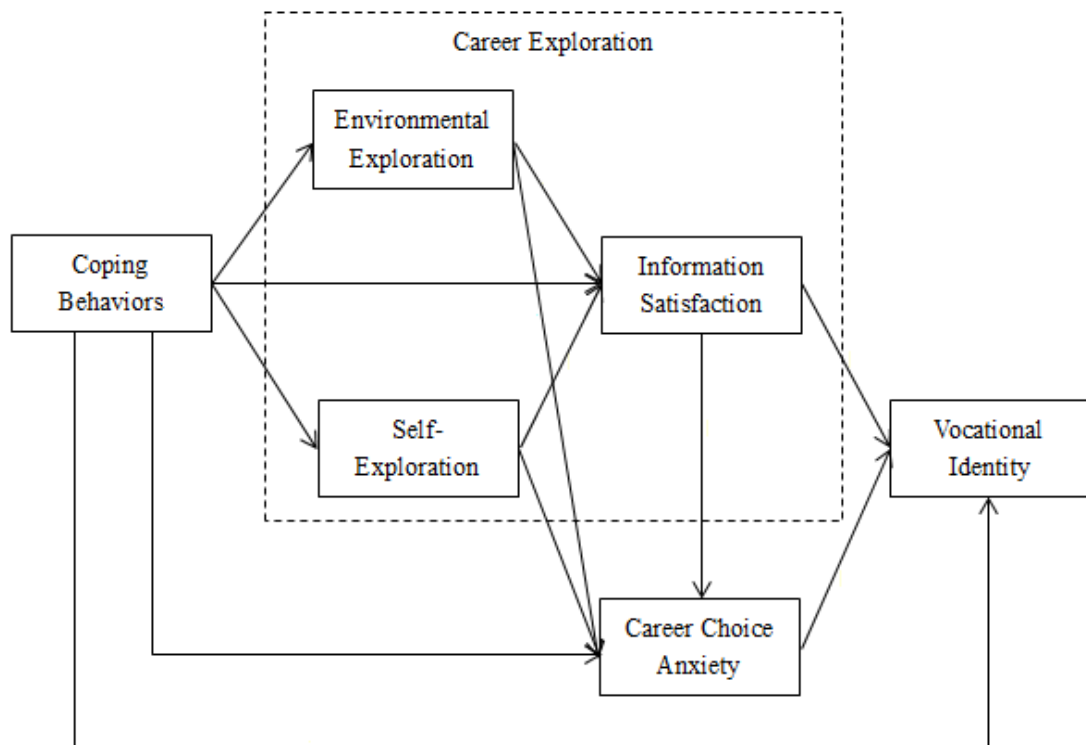 Career Exploration
Environmental
Exploration
Coping
Behaviors
Information
Satisfaction
Self-
Exploration
Vocational
Identity
Career Choice
Anxiety